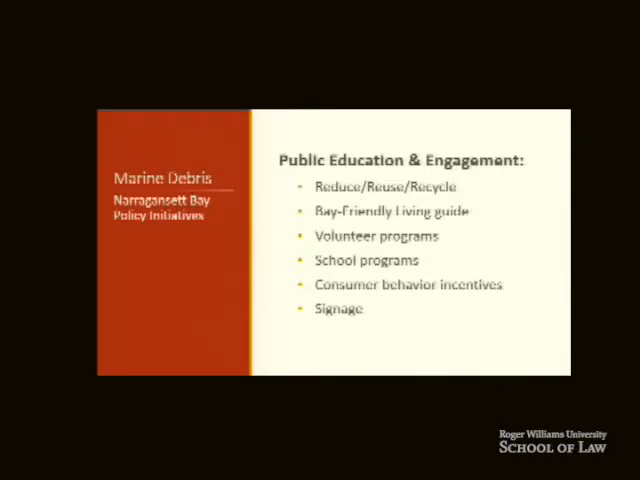 Marine Debris
Narragansett Bay
Policy Initiatives
Public Education & Engagement:
• Reduce/Reuse/Recycle
• Bay-Friendly Living guide
• Volunteer programs
• School programs
• Consumer behavior incentives
• Signage
Roger Williams University
SCHOOL OF LAW